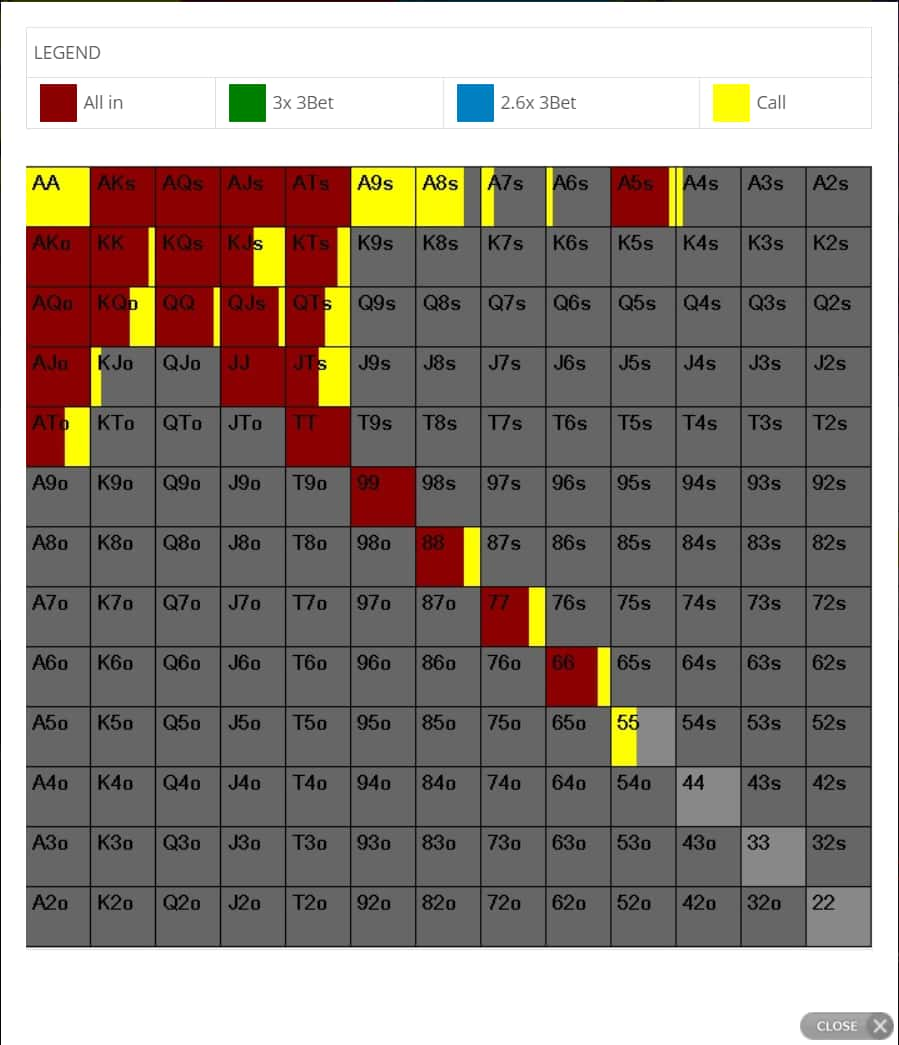 LEGEND
All in 3x 3Bet 2.6x 3Bet Call
AA AKs AQs AJs ATs A9s A8s A7s A6s A5s A4s A3s A2s
AKo KK KQs KJs KTs K9s K8s K7s K6s K5s K4s K3s K2s
AQo KQo QQ QJs QTs Q9s Q8s Q7s Q6s Q5s Q4s Q3s Q2s
AJo KJo QJo JJ JTs J9s J8s J7s J6s J5s J4s J3s J2s
ATo KTo QTo JTo TT T9s T8s T7s T6s T5s T4s T3s T2s
A9o K9o Q9o J9o T9o 99 98s 97s 96s 95s 94s 93s 92s
A8o K8o Q8o J8o T8o 98o 88 87s 86s 85s 84s 83s 82s
A7o K7o Q7o J7o T7o 97o 87o 77 76s 75s 74s 73s 72s
A6o K6o Q6o J6o T6o 96o 86o 76o 66 65s 64s 63s 62s
A5o K5o Q5o J5o T5o 95o 85o 75o 65o 55 54s 53s 52s
A4o K4o Q4o J4o T4o 94o 84o 74o 64o 54o 44 43s 42s
A3o K3o Q3o J3o T3o 93o 83o 73o 63o 53o 43o 33 32s
A2o K2o Q2o J2o T2o 92o 82o 72o 62o 52o 42o 32o 22
CLOSE